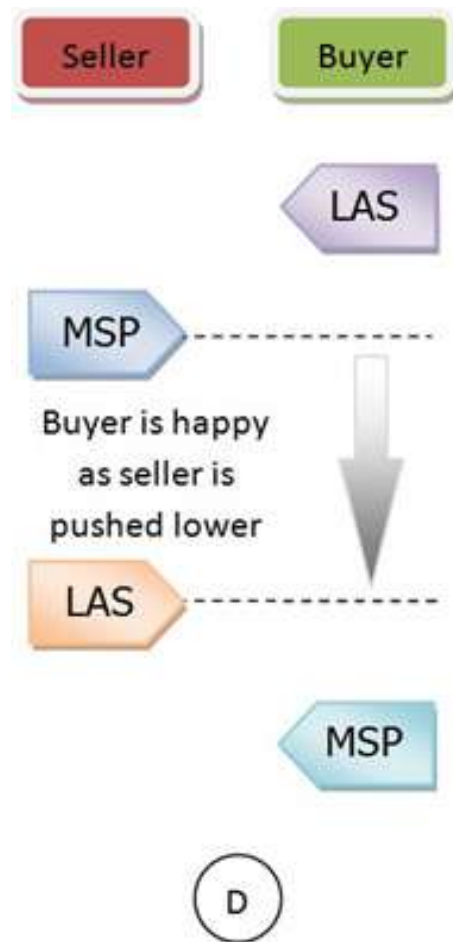 Seller
Buyer
LAS
MSP
Buyer is happy
as seller is
pushed lower
LAS
MSP
D